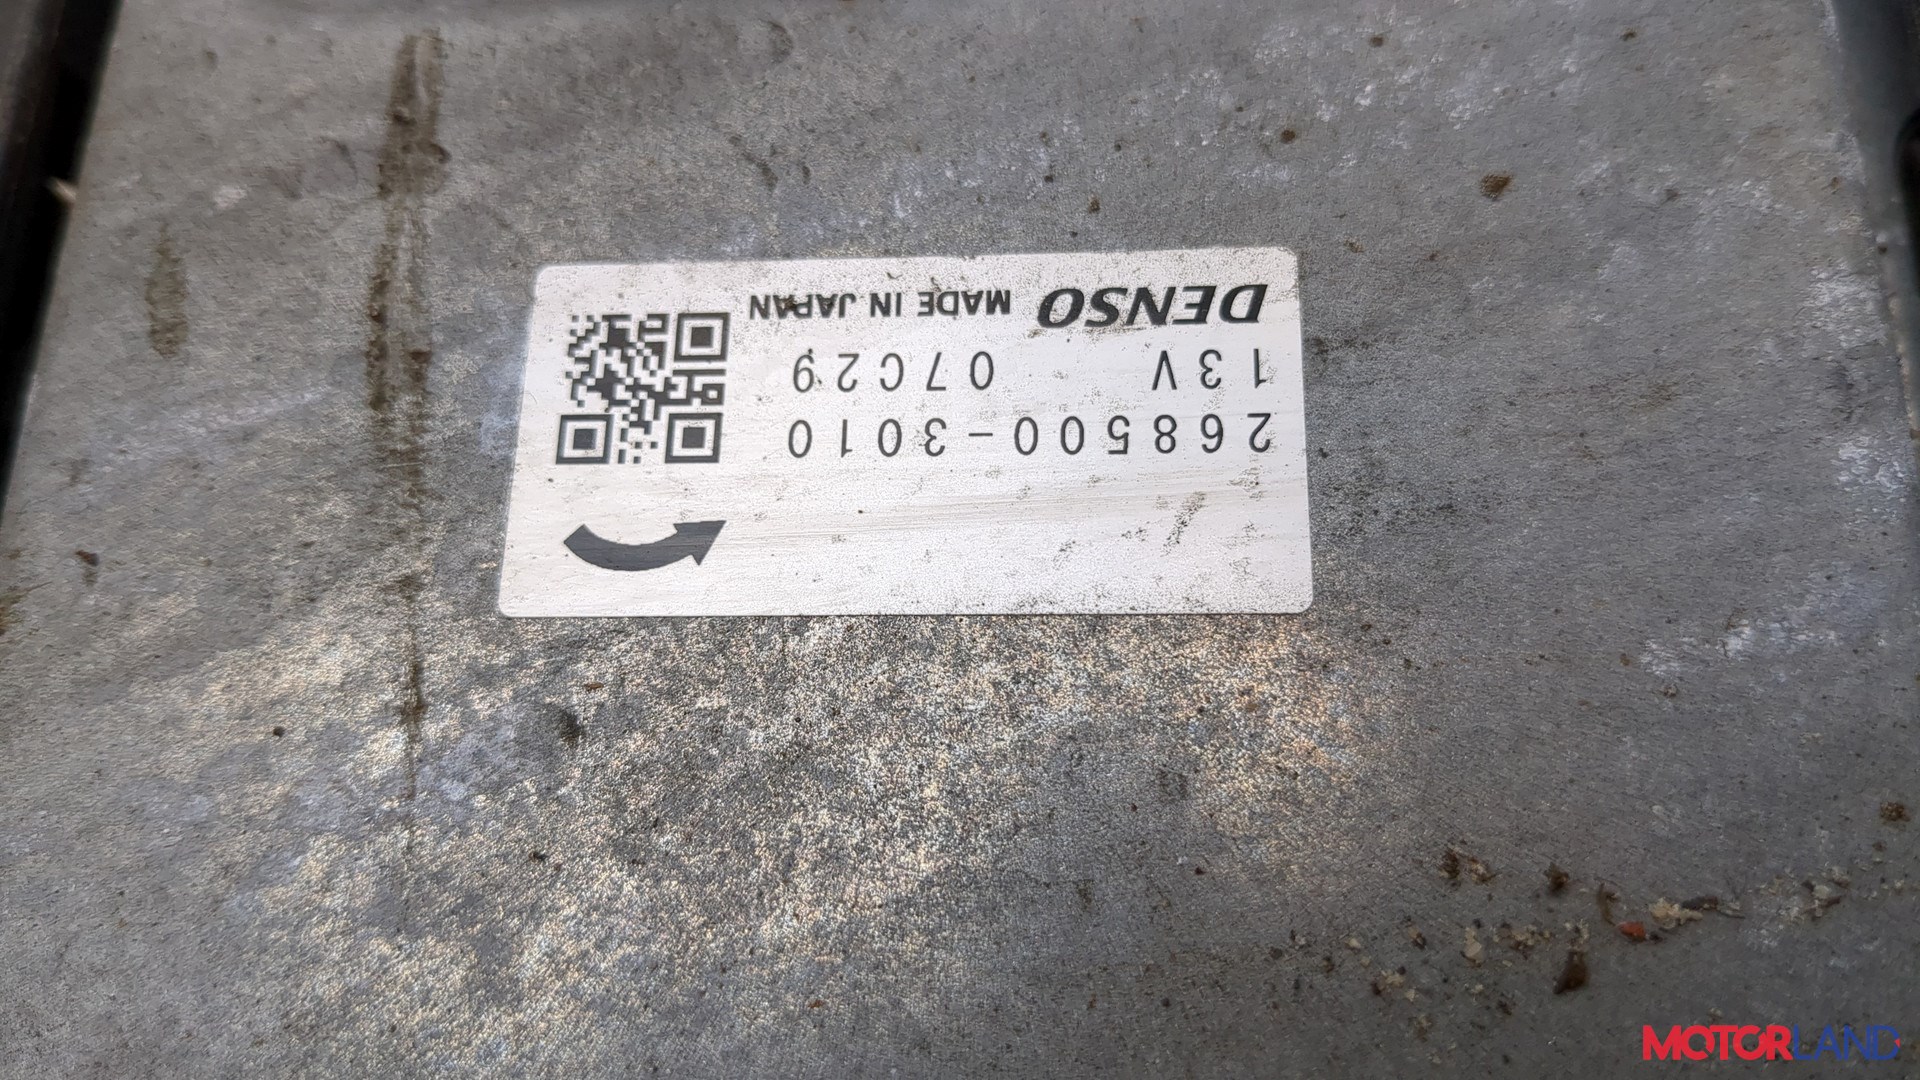 DENSO MADE IN JAPAN
13V 07C29
268500-3010
MOTORLAND